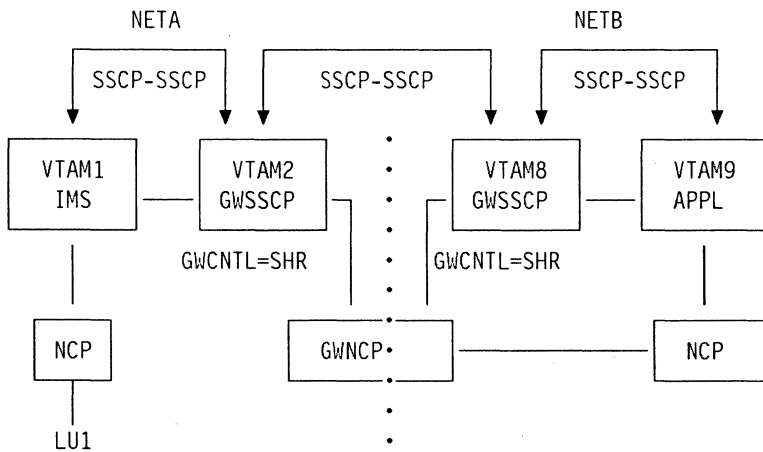 NETA NETB
SSCP-SSCP SSCP-SSCP SSCP-SSCP
VTAM1 VTAM2 VTAM8 VTAM9
IMS GWSSCP GWSSCP APPL
GWCNTL=SHR GWCNTL=SHR
NCP GWNCP NCP
LU1